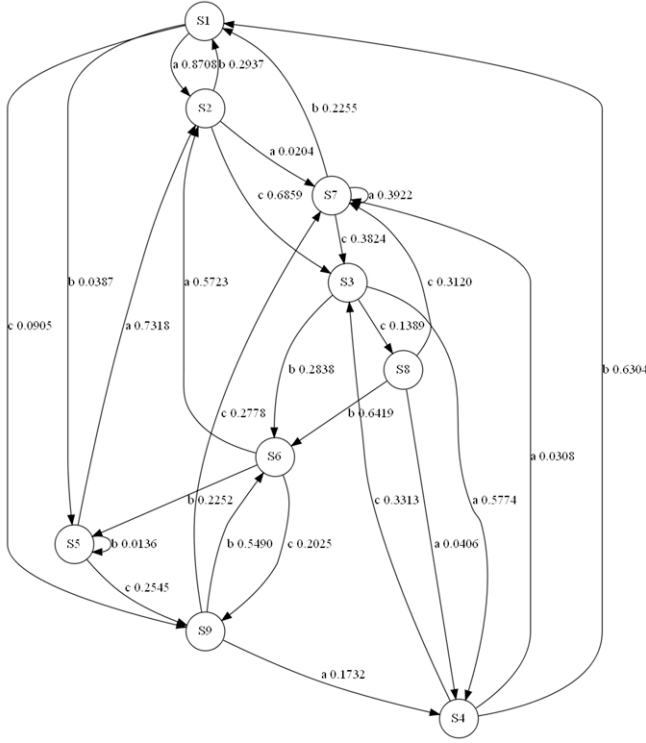 S1
a 0.8708
b 0.2937
S2
b 0.2255
a 0.0204
c 0.6859
S7
a 0.3922
c 0.3824
b 0.0387
a 0.5723
S3
c 0.3120
c 0.0905
a 0.7318
c 0.1389
b 0.2838
S8
b 0.6304
c 0.2778
b 0.6419
S6
a 0.0308
b 0.2252
c 0.3313
a 0.5774
S5
b 0.0136
b 0.5490
c 0.2025
a 0.0406
c 0.2545
S9
a 0.1732
S4